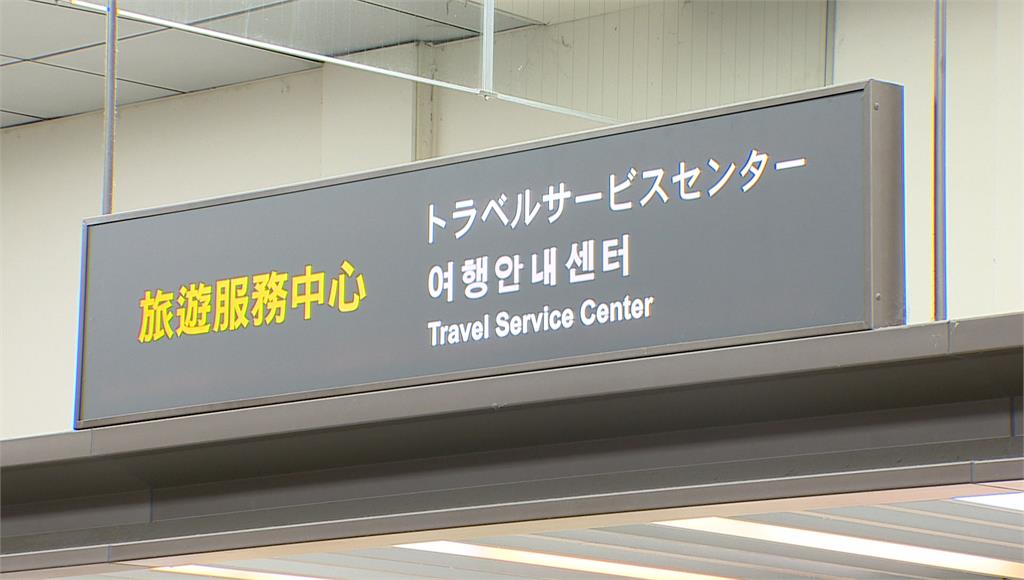 旅遊服務中心
トラベルサービスセンター
여행안내센터
Travel Service Center